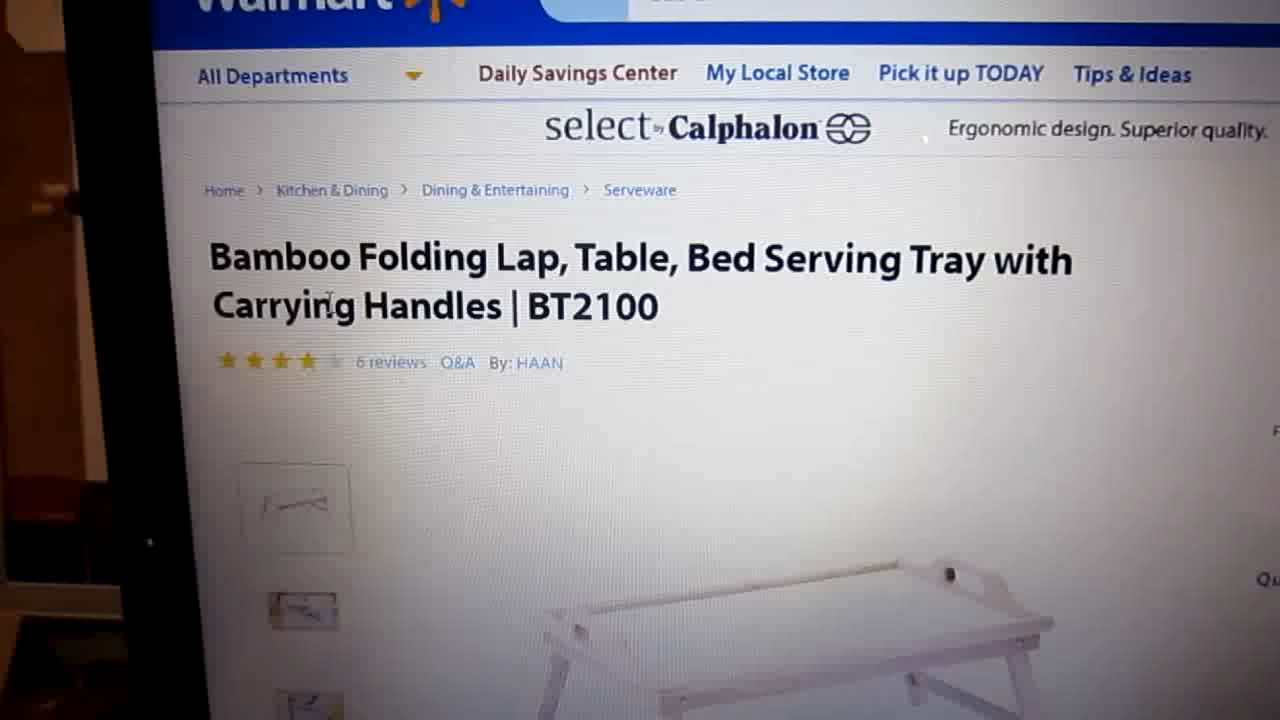 Walmart
All Departments Daily Savings Center My Local Store Pick it up TODAY Tips & Ideas
select by Calphalon Ergonomic design. Superior quality.
Home > Kitchen & Dining > Dining & Entertaining > Serveware
Bamboo Folding Lap, Table, Bed Serving Tray with
Carrying Handles | BT2100
6 reviews Q&A By: HAAN